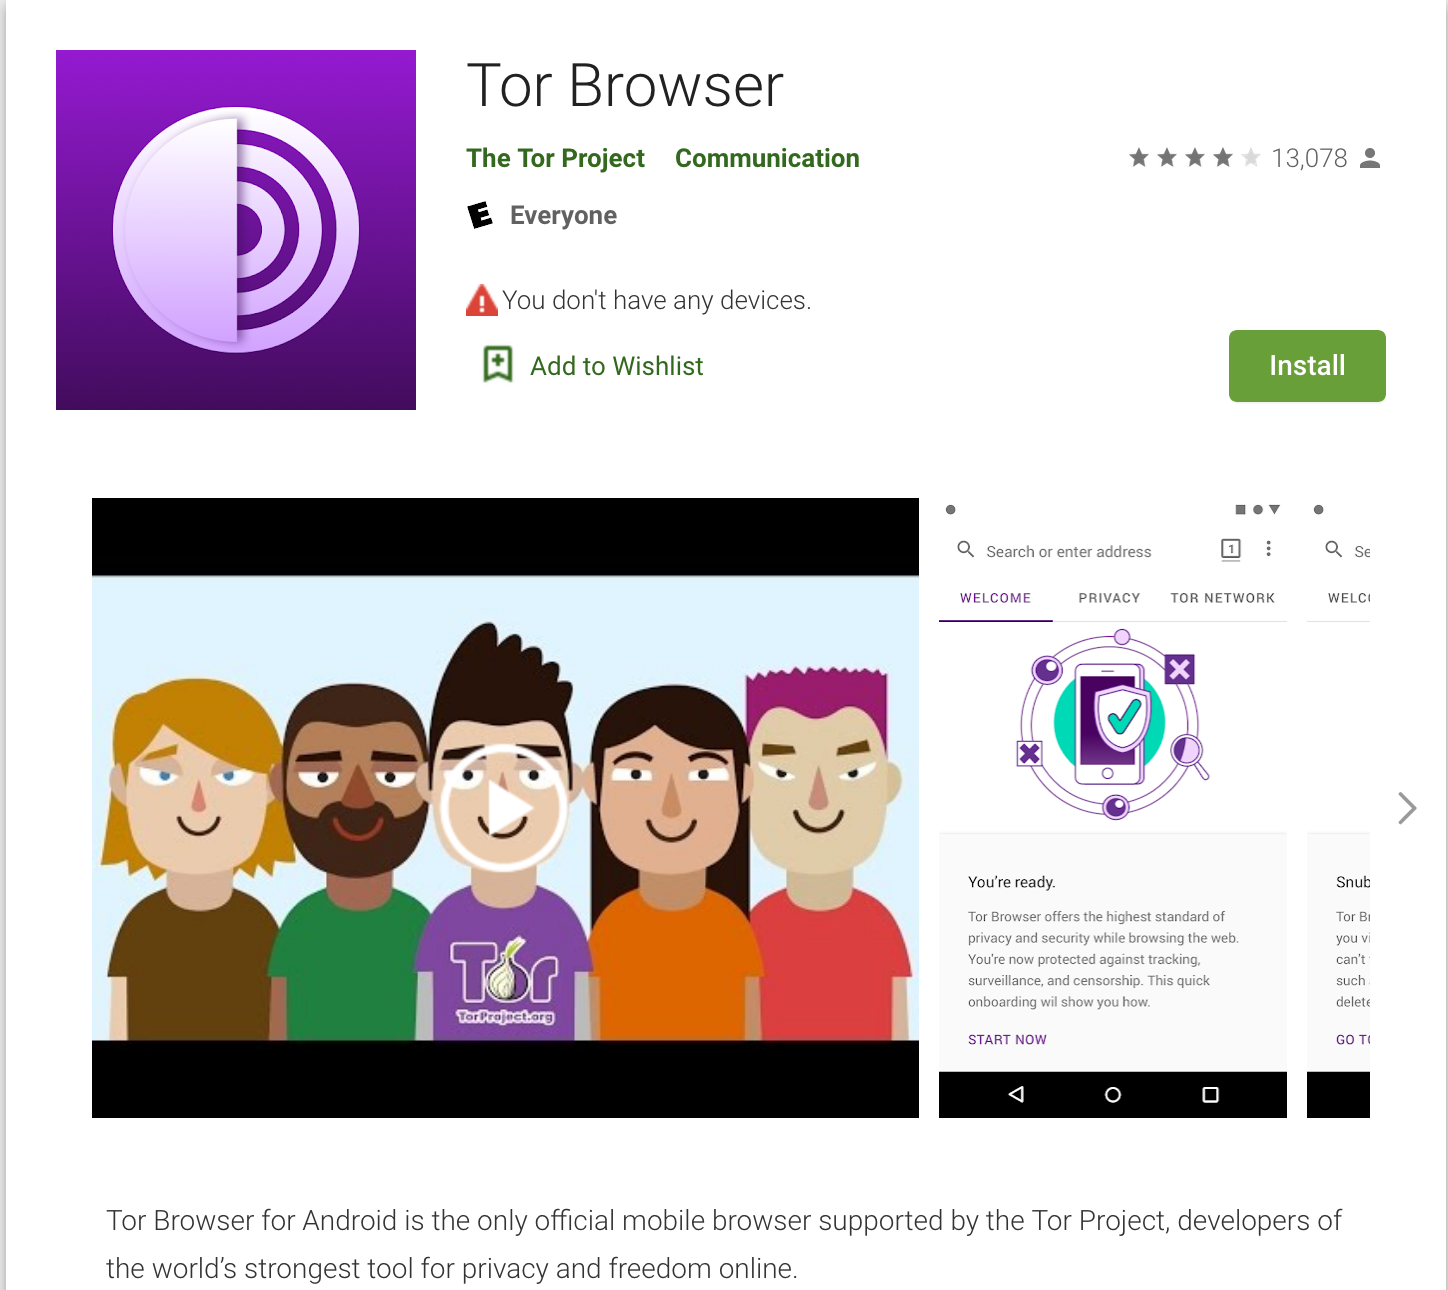 Tor Browser
The Tor Project Communication
13,078
E Everyone
You don't have any devices.
Add to Wishlist
Install
Tor
TorProject.org
Search or enter address
1
WELCOME PRIVACY TOR NETWORK
You're ready.
Tor Browser offers the highest standard of
privacy and security while browsing the web.
You're now protected against tracking,
surveillance, and censorship. This quick
onboarding wil show you how.
START NOW
Se
WELC
Snub
Tor Br
you vi
can't
such
delete
GO TO
Tor Browser for Android is the only official mobile browser supported by the Tor Project, developers of
the world’s strongest tool for privacy and freedom online.